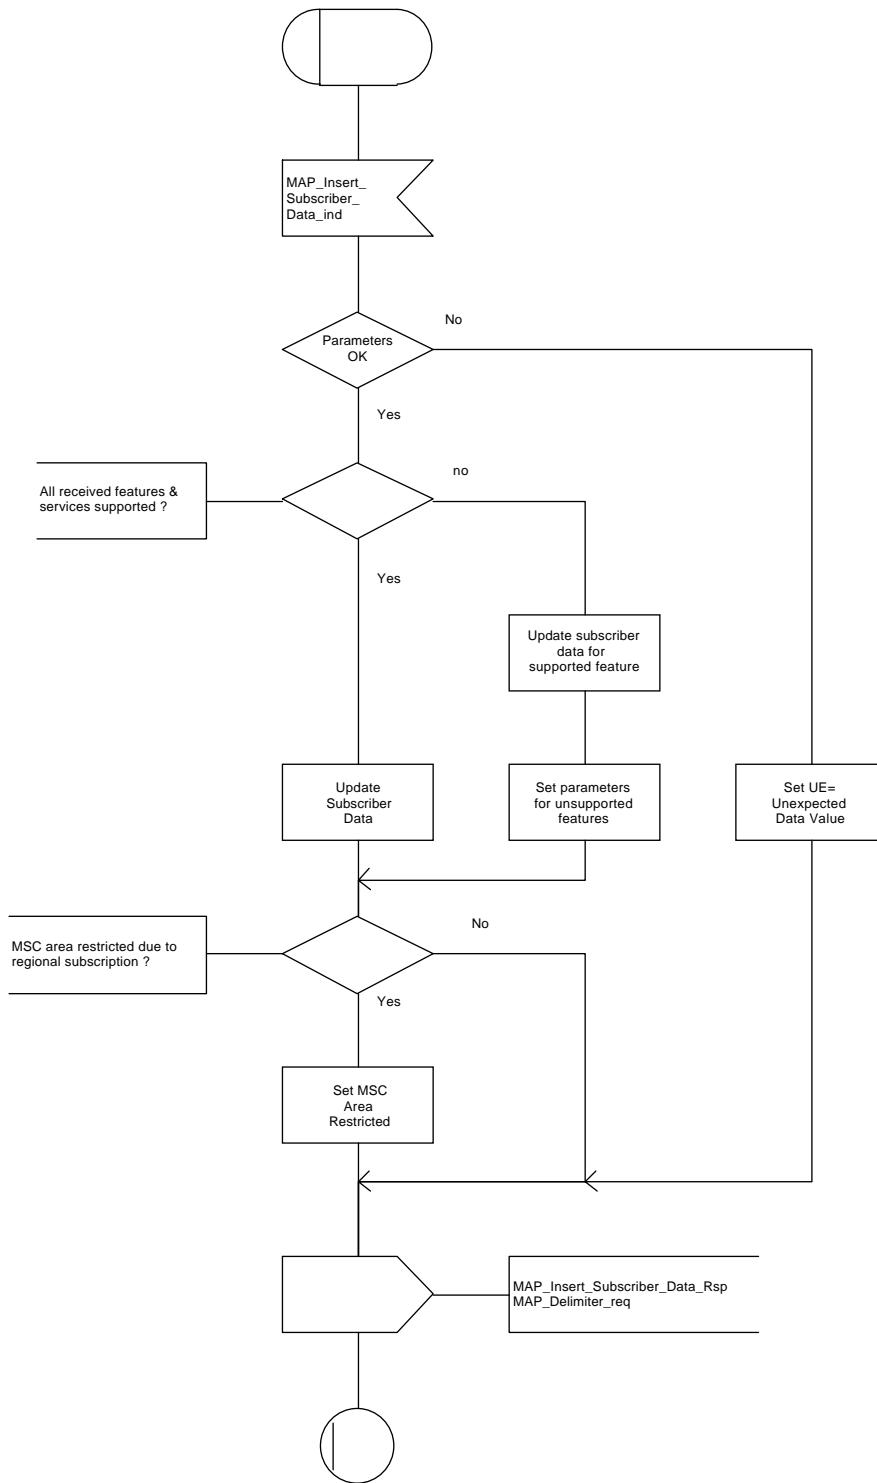 MAP_Insert_
Subscriber_
Data_ind
No
Parameters
OK
Yes
no
All received features &
services supported ?
Yes
Update subscriber
data for
supported feature
Update
Subscriber
Data
Set parameters
for unsupported
features
Set UE=
Unexpected
Data Value
No
MSC area restricted due to
regional subscription ?
Yes
Set MSC
Area
Restricted
MAP_Insert_Subscriber_Data_Rsp
MAP_Delimiter_req